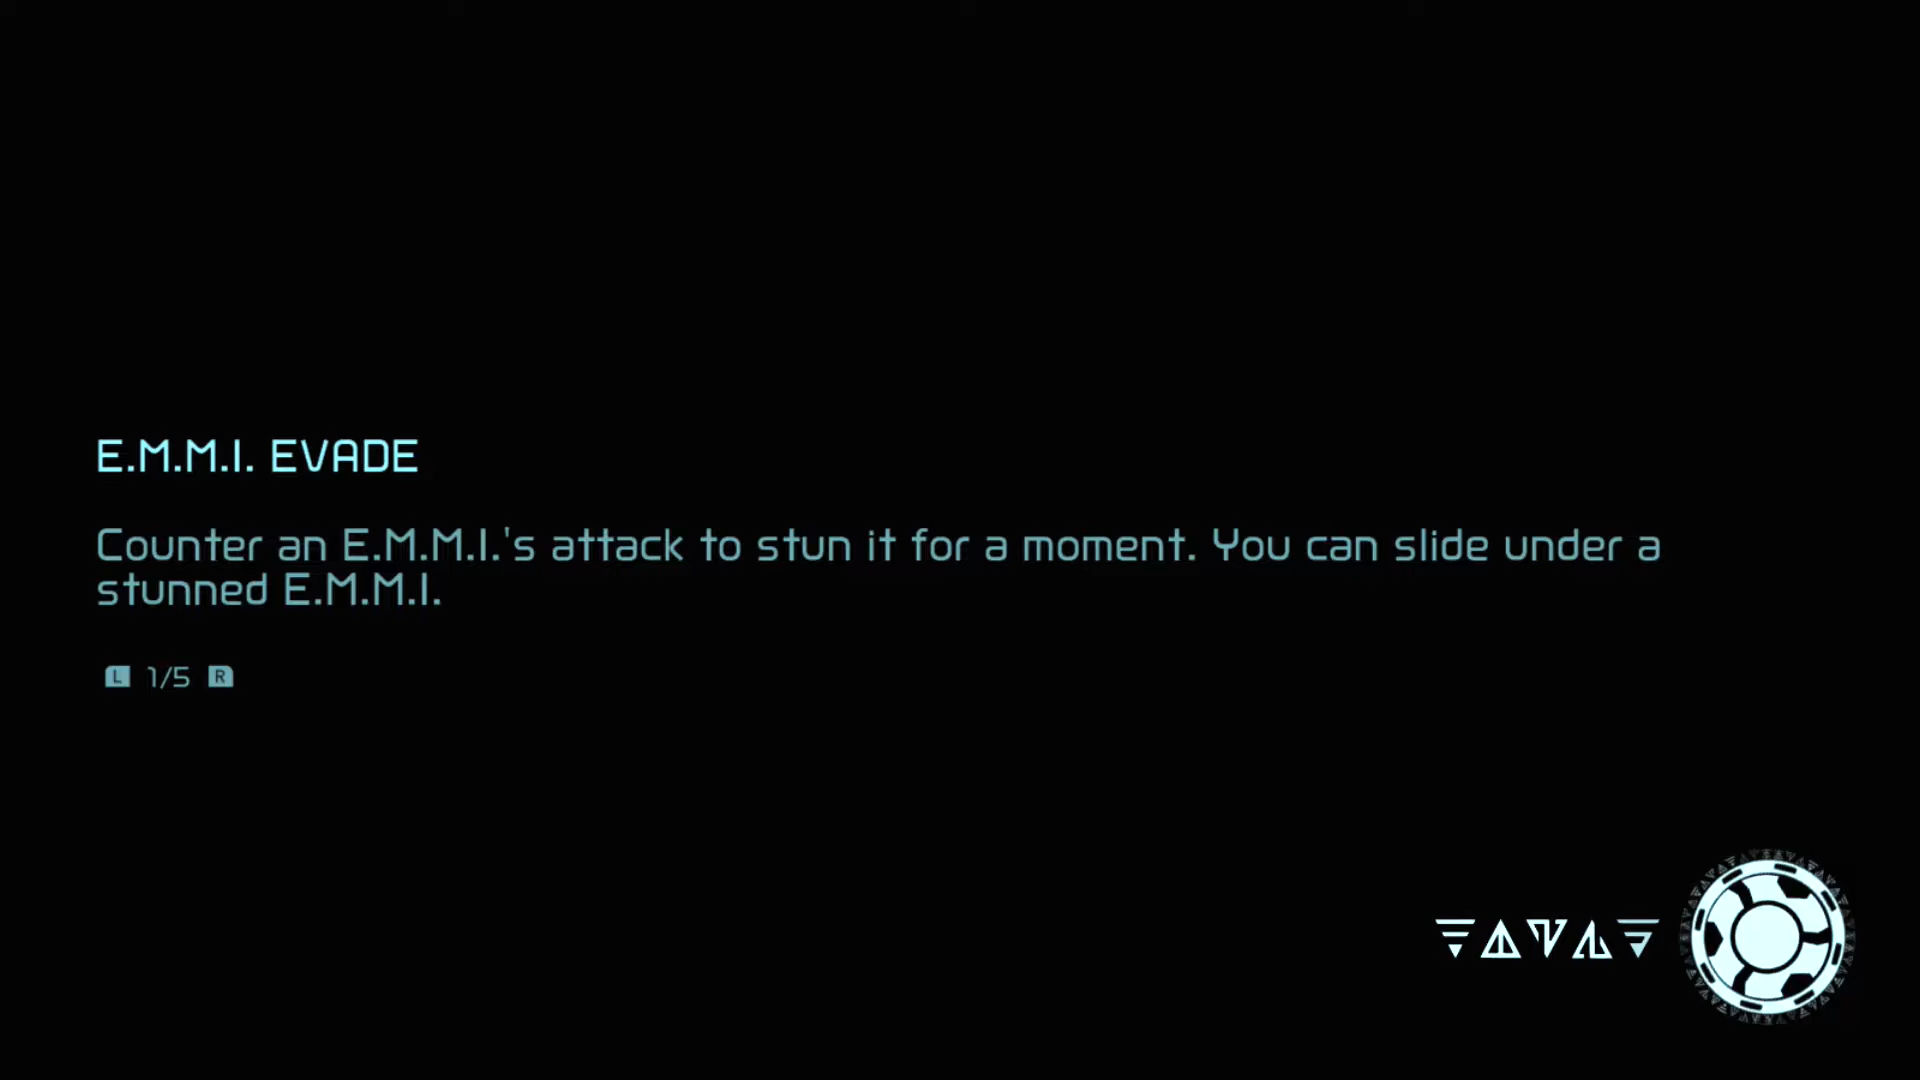 E.M.M.I. EVADE
Counter an E.M.M.I.'s attack to stun it for a moment. You can slide under a
stunned E.M.M.I.
L 1/5 R